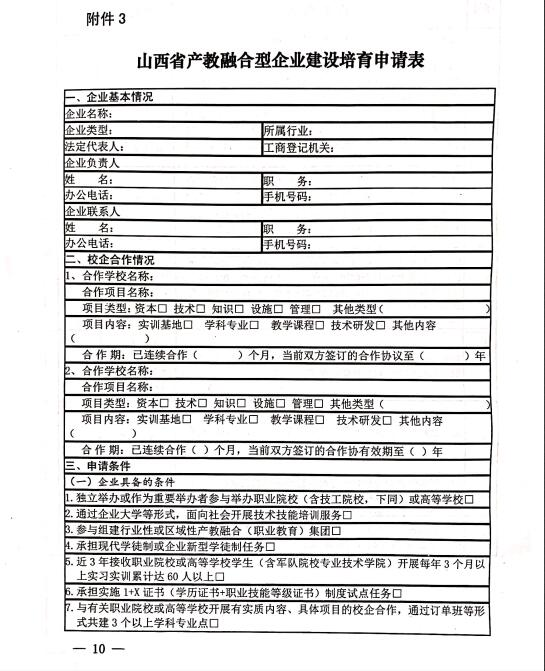 附件 3
山西省产教融合型企业建设培育申请表
一、企业基本情况
企业名称:
企业类型: 所属行业:
法定代表人: 工商登记机关:
企业负责人
姓 名: 职 务:
办公电话: 手机号码:
企业联系人
姓 名: 职 务:
办公电话: 手机号码:
二、校企合作情况
1、合作学校名称:
合作项目名称:
项目类型: 资本□ 技术□ 知识□ 设施□ 管理□ 其他类型( )
项目内容: 实训基地□ 学科专业□ 教学课程□ 技术研发□ 其他内容
( )
合 作 期: 已连续合作( )个月, 当前双方签订的合作协议至( )年
2、合作学校名称:
合作项目名称:
项目类型: 资本□ 技术□ 知识□ 设施□ 管理□ 其他类型( )
项目内容: 实训基地□ 学科专业□ 教学课程□ 技术研发□ 其他内容
( )
合 作 期: 已连续合作( )个月, 当前双方签订的合作协有效期至( )年
三、申请条件
(一)企业具备的条件
1. 独立举办或作为重要举办者参与举办职业院校(含技工院校, 下同)或高等学校□
2. 通过企业大学等形式, 面向社会开展技术技能培训服务□
3. 参与组建行业性或区域性产教融合(职业教育)集团□
4. 承担现代学徒制或企业新型学徒制任务□
5. 近 3 年接收职业院校或高等学校学生(含军队院校专业技术学院)开展每年 3 个月以
上实习实训累计达 60 人以上□
6. 承担实施 1+X 证书(学历证书+职业技能等级证书)制度试点任务□
7. 与有关职业院校或高等学校开展有实质内容、具体项目的校企合作, 通过订单班等形
式共建 3 个以上学科专业点□
— 10 —